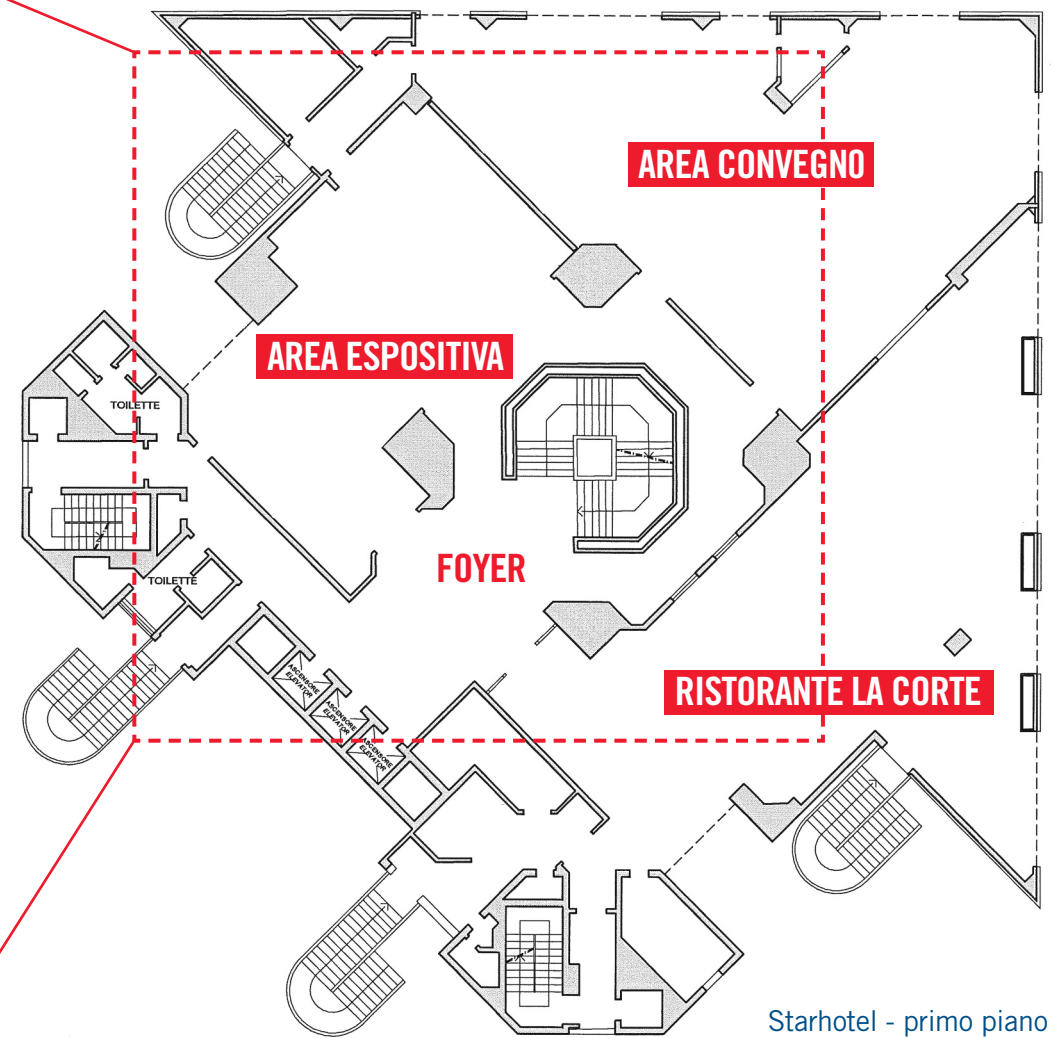 AREA CONVEGNO
AREA ESPOSITIVA
TOILETTE
FOYER
TOILETTE
ASCENSORE
ELEVATOR
ASCENSORE
ELEVATOR
ASCENSORE
ELEVATOR
RISTORANTE LA CORTE
Starhotel - primo piano